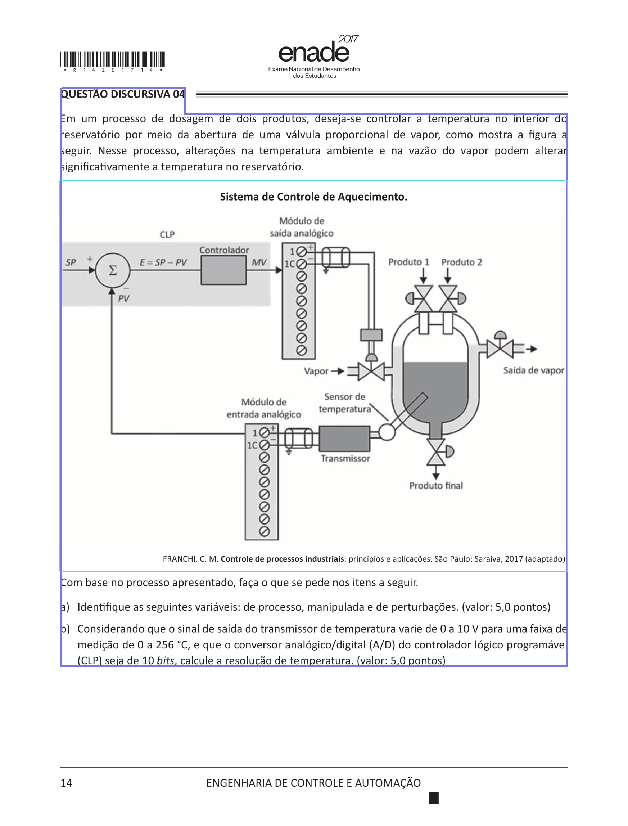 2017
enade
Exame Nacional de Desempenho
dos Estudantes
QUESTÃO DISCURSIVA 04
Em um processo de dosagem de dois produtos, deseja-se controlar a temperatura no interior do
reservatório por meio da abertura de uma válvula proporcional de vapor, como mostra a figura a
seguir. Nesse processo, alterações na temperatura ambiente e na vazão do vapor podem alterar
significativamente a temperatura no reservatório.
Sistema de Controle de Aquecimento.
CLP
Módulo de
saída analógico
SP
+
Σ
E = SP – PV
Controlador
MV
–
PV
1
+
1C
–
Produto 1
Produto 2
Vapor
Saída de vapor
Sensor de
temperatura
Módulo de
entrada analógico
1
+
1C
–
Transmissor
Produto final
FRANCHI, C. M. Controle de processos industriais: princípios e aplicações. São Paulo: Saraiva, 2017 (adaptado)
Com base no processo apresentado, faça o que se pede nos itens a seguir.
a) Identifique as seguintes variáveis: de processo, manipulada e de perturbações. (valor: 5,0 pontos)
b) Considerando que o sinal de saída do transmissor de temperatura varie de 0 a 10 V para uma faixa de
medição de 0 a 256 °C, e que o conversor analógico/digital (A/D) do controlador lógico programáve
(CLP) seja de 10 bits, calcule a resolução de temperatura. (valor: 5,0 pontos)
14
ENGENHARIA DE CONTROLE E AUTOMAÇÃO